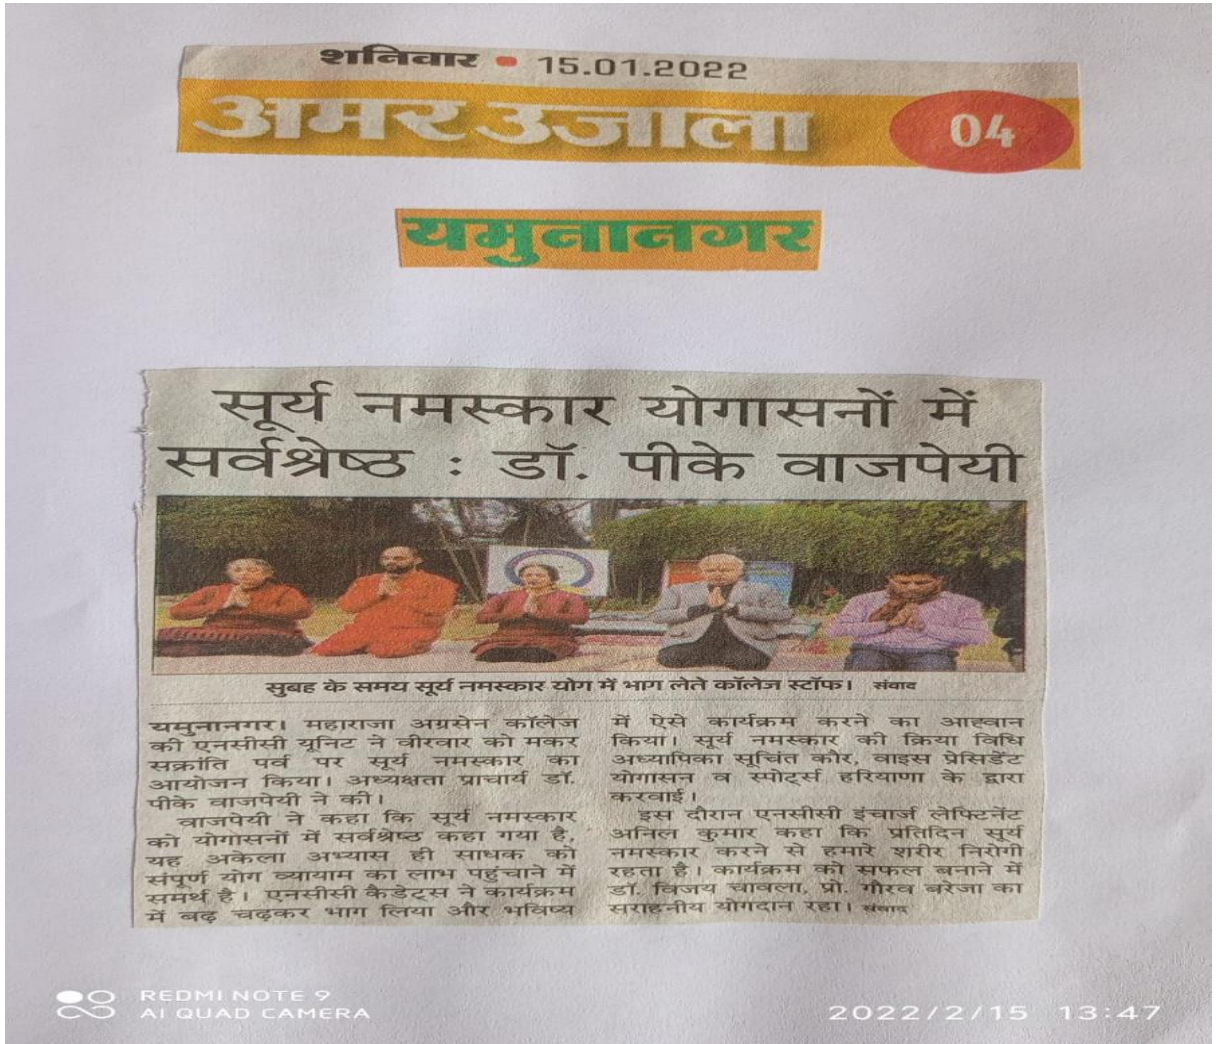 शनिवार • 15.01.2022
अमर उजाला
04
यमुनानगर
सूर्य नमस्कार योगासनों में
सर्वश्रेष्ठ : डॉ. पीके वाजपेयी
सुबह के समय सूर्य नमस्कार योग में भाग लेते कॉलेज स्टॉफ। संवाद
यमुनानगर। महाराजा अग्रसेन कॉलेज
की एनसीसी यूनिट ने वीरवार को मकर
सक्रांति पर्व पर सूर्य नमस्कार का
आयोजन किया। अध्यक्षता प्राचार्य डॉ.
पीके वाजपेयी ने की।
वाजपेयी ने कहा कि सूर्य नमस्कार
को योगासनों में सर्वश्रेष्ठ कहा गया है,
यह अकेला अभ्यास ही साधक को
संपूर्ण योग व्यायाम का लाभ पहुंचाने में
समर्थ है। एनसीसी कैडेट्स ने कार्यक्रम
में बढ़ चढ़कर भाग लिया और भविष्य
में ऐसे कार्यक्रम करने का आह्वान
किया। सूर्य नमस्कार की क्रिया विधि
अध्यापिका सूचिंत कौर, वाइस प्रेसिडेंट
योगासन व स्पोर्ट्स हरियाणा के द्वारा
करवाई।
इस दौरान एनसीसी इंचार्ज लेफ्टिनेंट
अनिल कुमार कहा कि प्रतिदिन सूर्य
नमस्कार करने से हमारे शरीर निरोगी
रहता है। कार्यक्रम को सफल बनाने में
डॉ. विजय चावला, प्रो. गौरव बरेजा का
सराहनीय योगदान रहा। संवाद
REDMI NOTE 9
AI QUAD CAMERA
2022/2/15 13:47